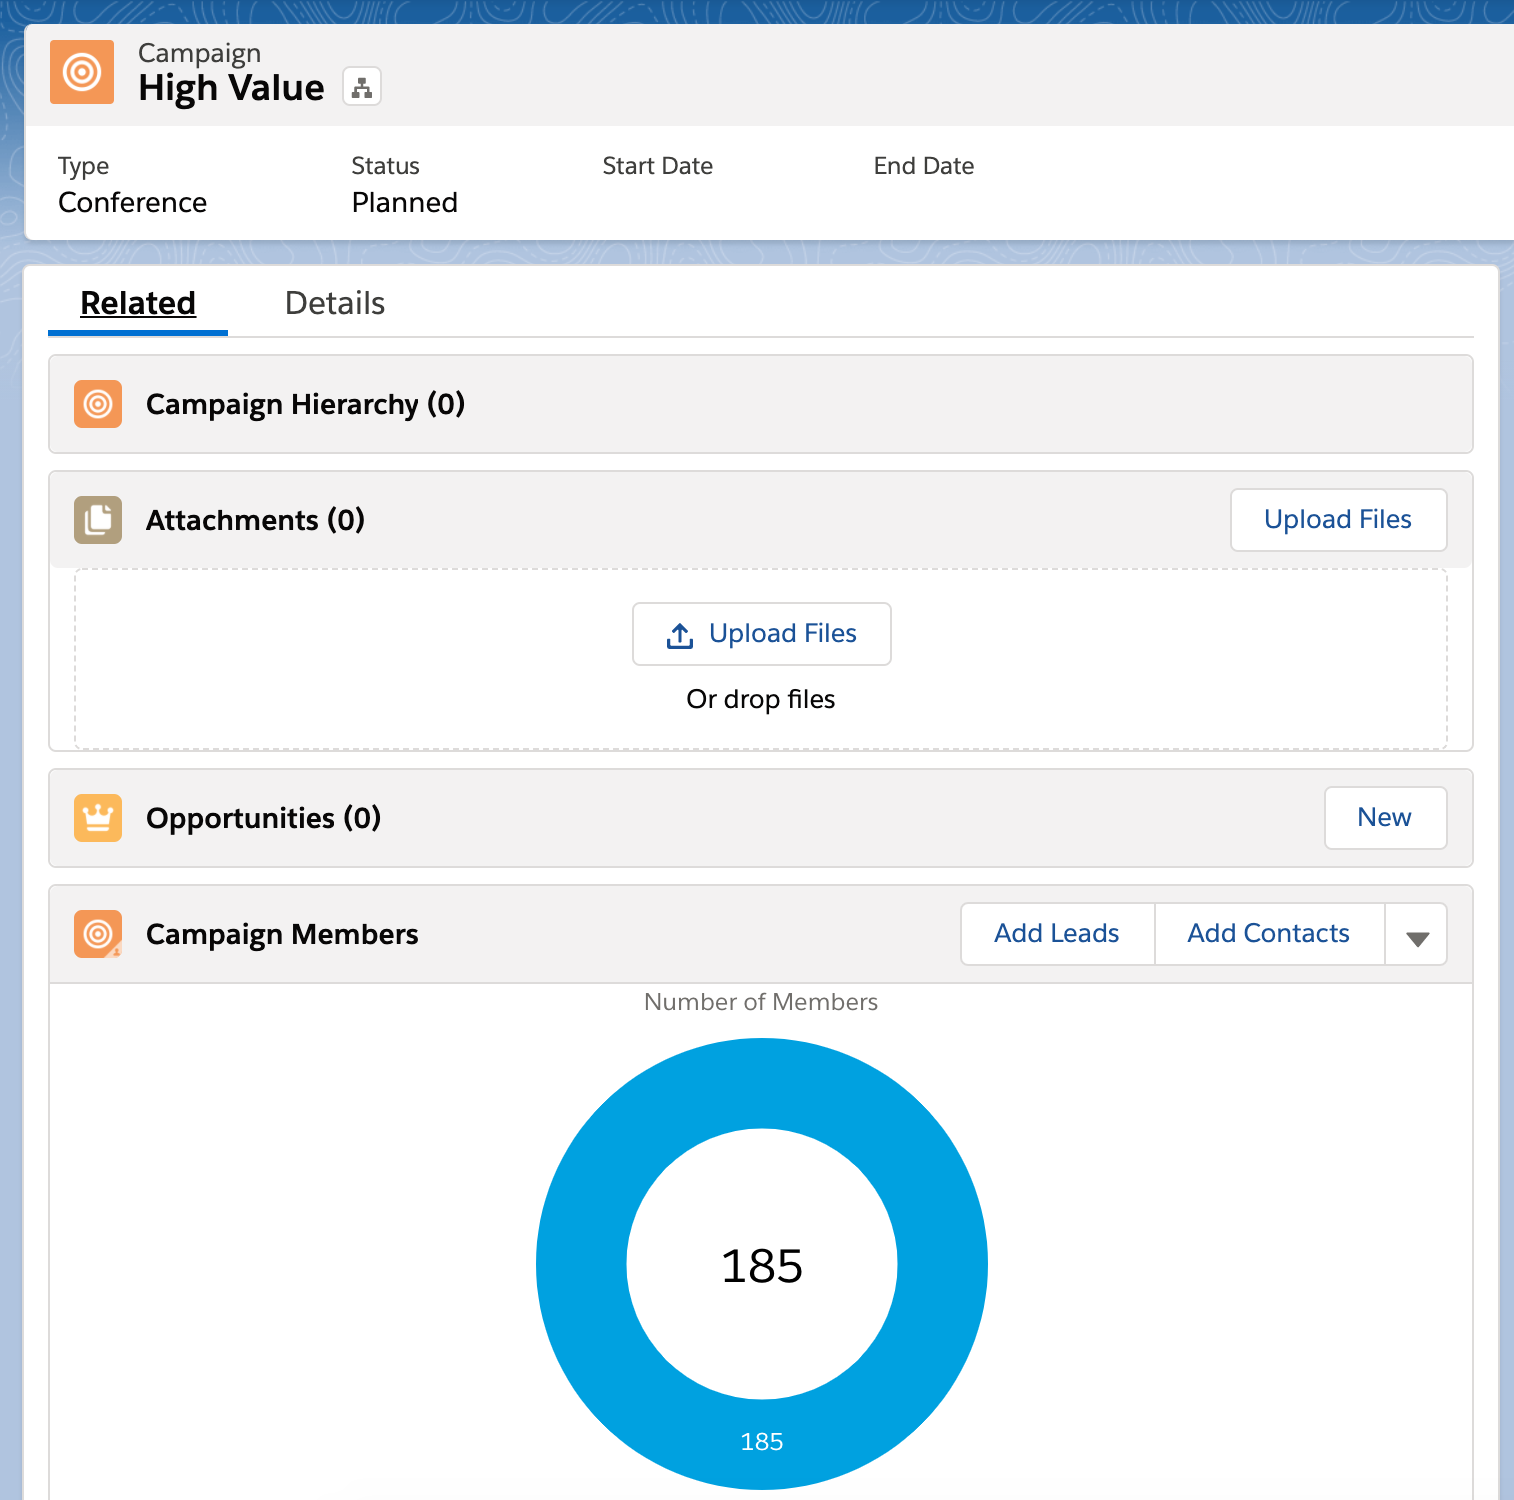 Campaign
High Value
Type
Status
Start Date
End Date
Conference
Planned
Related
Details
Campaign Hierarchy (0)
Attachments (0)
Upload Files
Upload Files
Or drop files
Opportunities (0)
New
Campaign Members
Add Leads
Add Contacts
Number of Members
185
185